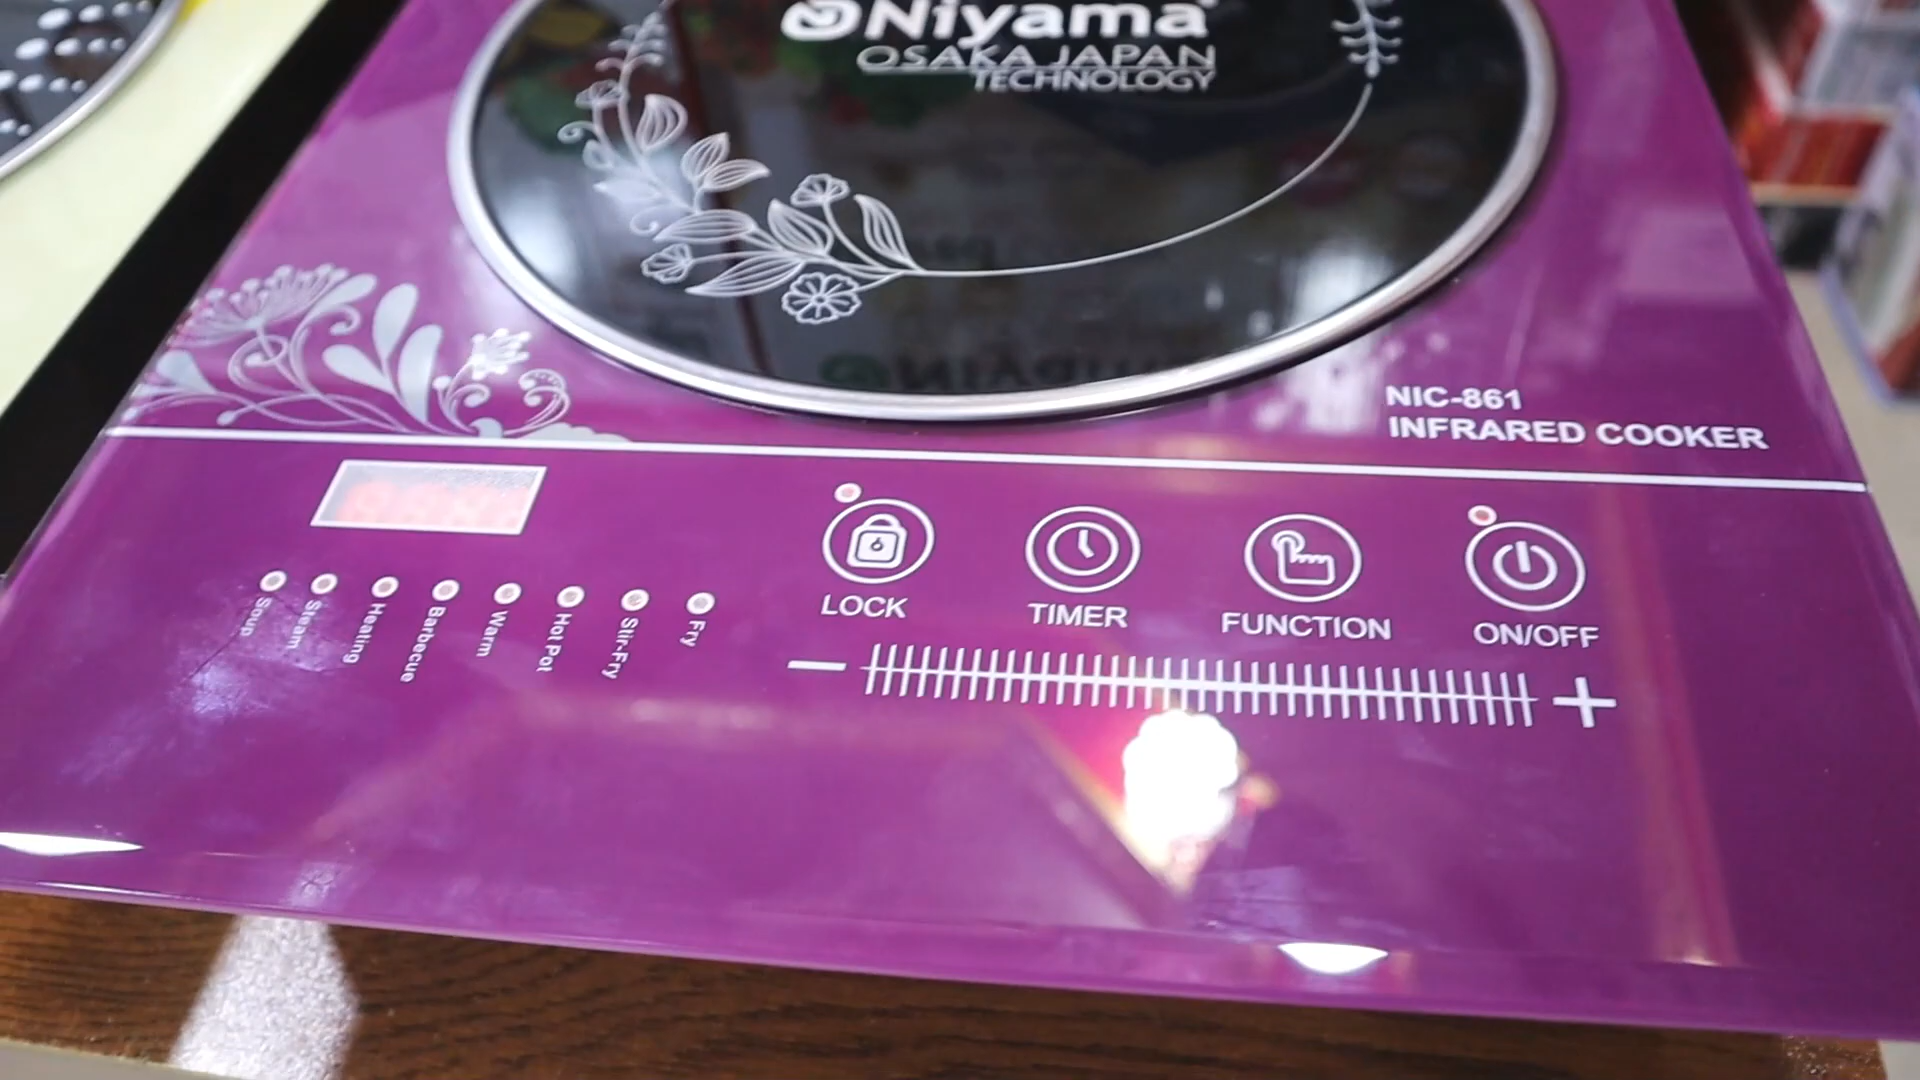 Niyama
OSAKA JAPAN
TECHNOLOGY
NIC-861
INFRARED COOKER
LOCK
TIMER
FUNCTION
ON/OFF
Soup
Steam
Heating
Barbecue
Warm
Hot Pot
Stir-Fry
Fry
- +